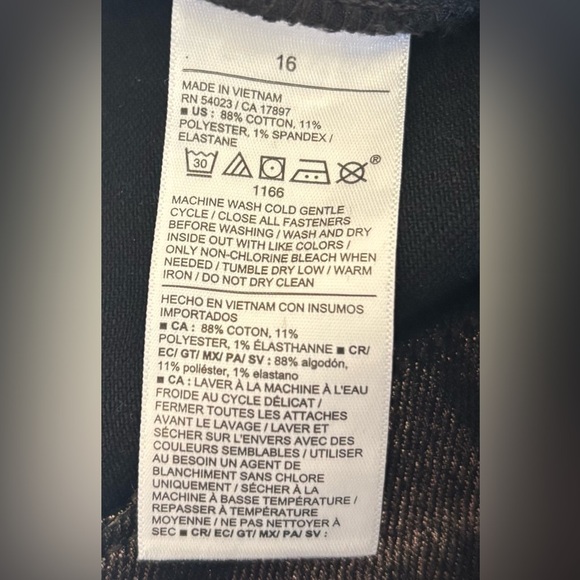 16
MADE IN VIETNAM
RN 54023 / CA 17897
■ US : 88% COTTON, 11%
POLYESTER, 1% SPANDEX /
ELASTANE
30 ®
1166
MACHINE WASH COLD GENTLE
CYCLE / CLOSE ALL FASTENERS
BEFORE WASHING / WASH AND DRY
INSIDE OUT WITH LIKE COLORS /
ONLY NON-CHLORINE BLEACH WHEN
NEEDED / TUMBLE DRY LOW / WARM
IRON / DO NOT DRY CLEAN
HECHO EN VIETNAM CON INSUMOS
IMPORTADOS
■ CA : 88% COTON, 11%
POLYESTER, 1% ÉLASTHANNE ■ CR/
EC/ GT/ MX/ PA/ SV : 88% algodón,
11% poliéster, 1% elastano
■ CA : LAVER À LA MACHINE À L'EAU
FROIDE AU CYCLE DÉLICAT /
FERMER TOUTES LES ATTACHES
AVANT LE LAVAGE / LAVER ET
SÉCHER SUR L'ENVERS AVEC DES
COULEURS SEMBLABLES / UTILISER
AU BESOIN UN AGENT DE
BLANCHIMENT SANS CHLORE
UNIQUEMENT / SÉCHER À LA
MACHINE À BASSE TEMPÉRATURE /
REPASSER À TEMPÉRATURE
MOYENNE / NE PAS NETTOYER À
SEC ■ CR/ EC/ GT/ MX/ PA/ SV :